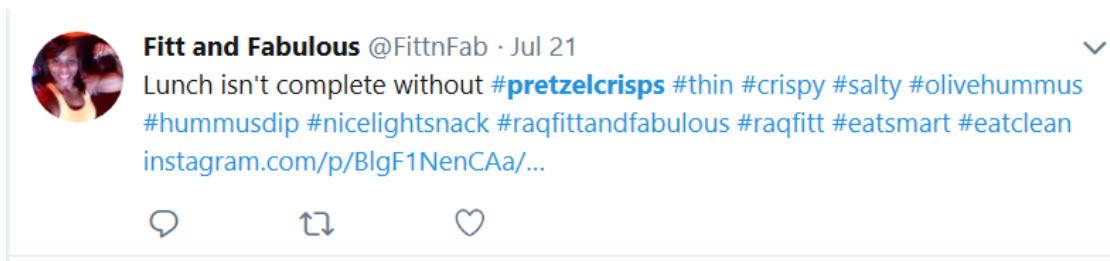 Fitt and Fabulous @FittnFab · Jul 21
Lunch isn't complete without #pretzelcrisps #thin #crispy #salty #olivehummus
#hummusdip #nicelightsnack #raqfittandfabulous #raqfitt #eatsmart #eatclean
instagram.com/p/BlgF1NenCAa/...